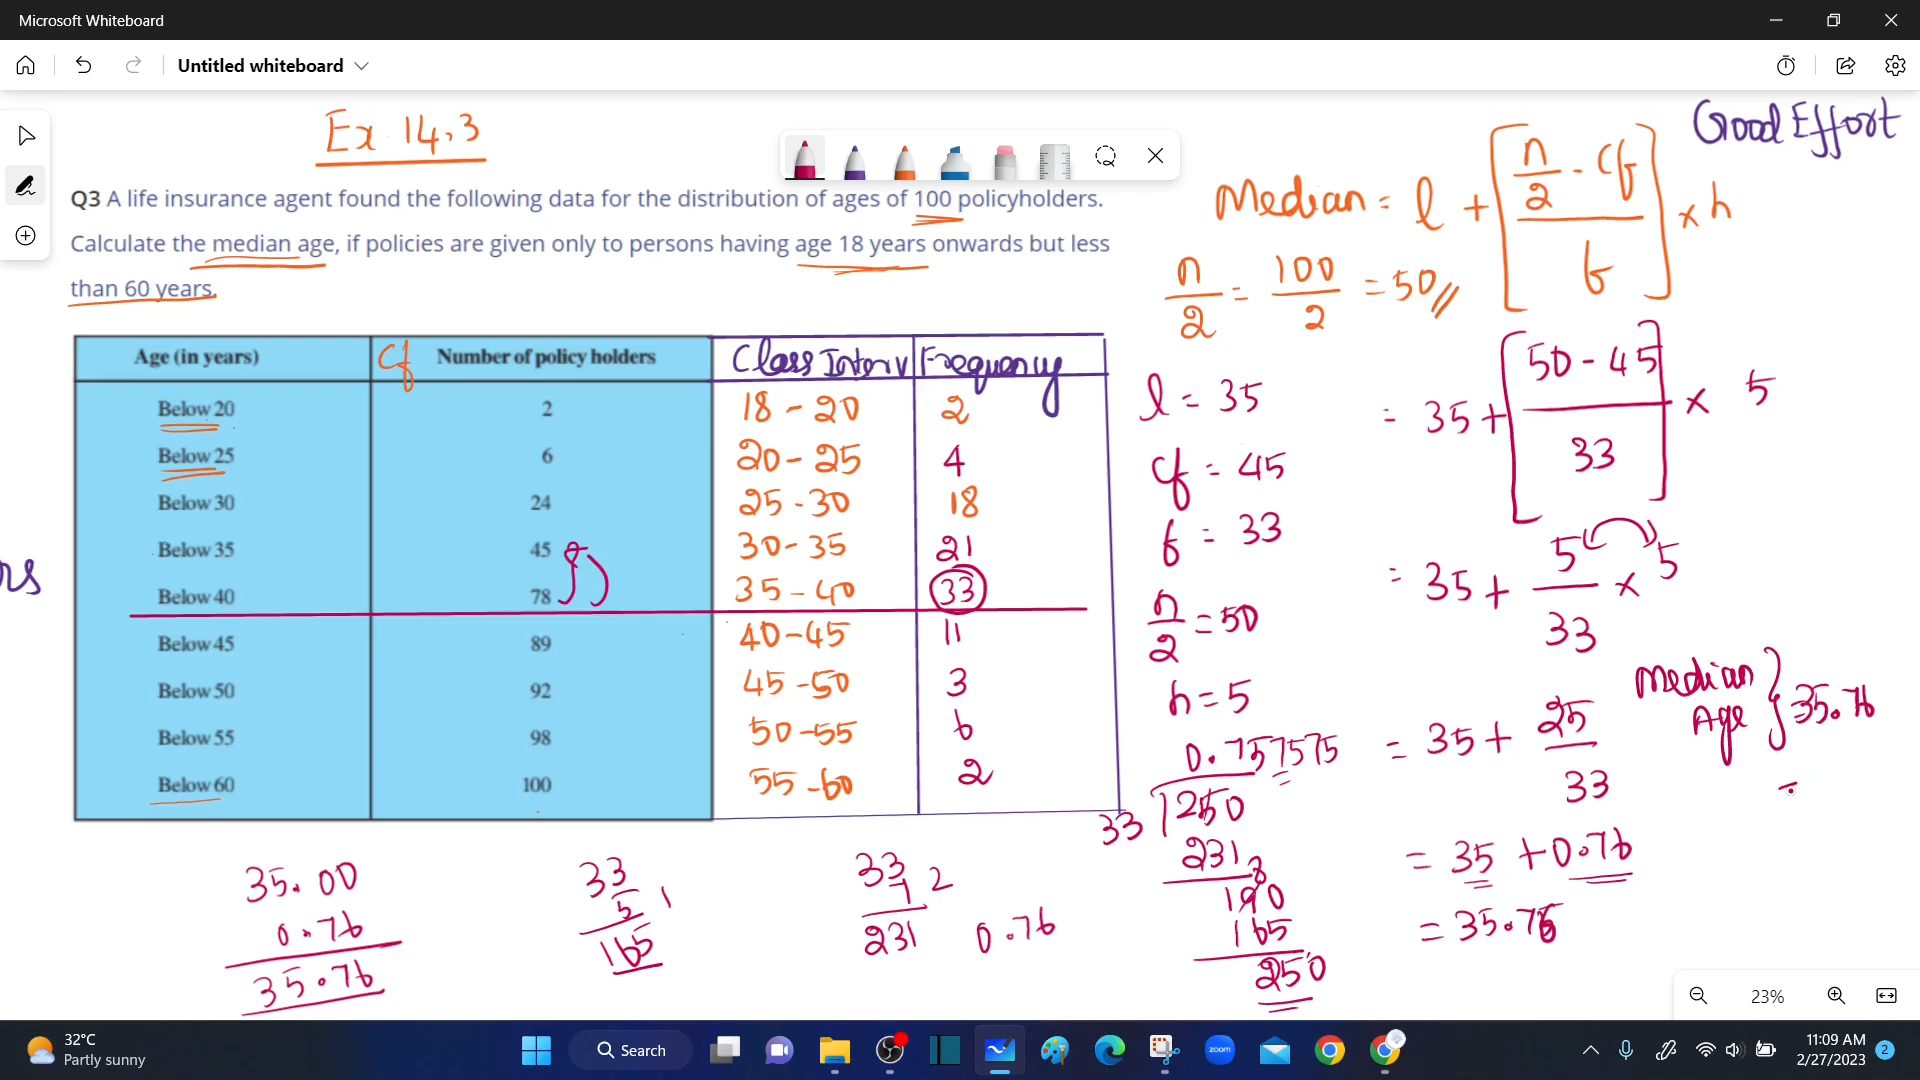 Microsoft Whiteboard
Untitled whiteboard
Ex 14.3
Good Effort
Q3 A life insurance agent found the following data for the distribution of ages of 100 policyholders.
Calculate the median age, if policies are given only to persons having age 18 years onwards but less
than 60 years.
Median = l + [n/2 - cf / f] x h
n/2 = 100/2 = 50 //
Age (in years) cf Number of policy holders Class Interv Frequency
Below 20 2 18 - 20 2
Below 25 6 20 - 25 4
Below 30 24 25 - 30 18
Below 35 45 30 - 35 21
Below 40 78 35 - 40 33
Below 45 89 40 - 45 11
Below 50 92 45 - 50 3
Below 55 98 50 - 55 6
Below 60 100 55 - 60 2
rs
l = 35
cf = 45
f = 33
n/2 = 50
h = 5
= 35 + [50 - 45 / 33] x 5
= 35 + 5/33 x 5
= 35 + 25/33
= 35 + 0.76
= 35.76
Median Age } 35.76
0.757575
33 ) 250
231
190
165
250
35.00
0.76
35.76
33
5 1
165
33
7 2
231
0.76
23%
32°C
Partly sunny
Search
zoom
11:09 AM
2/27/2023
2